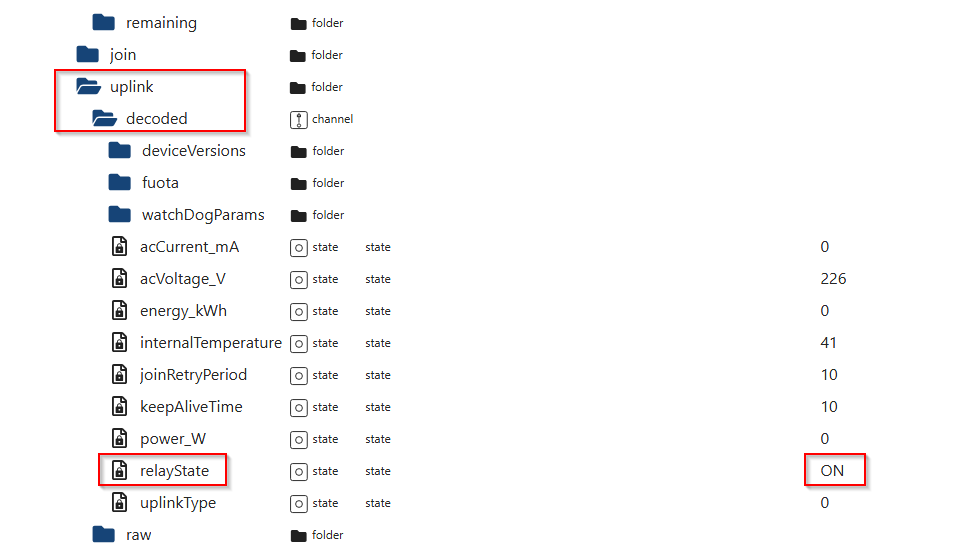 remaining folder
join folder
uplink folder
decoded channel
deviceVersions folder
fuota folder
watchDogParams folder
acCurrent_mA state state 0
acVoltage_V state state 226
energy_kWh state state 0
internalTemperature state state 41
joinRetryPeriod state state 10
keepAliveTime state state 10
power_W state state 0
relayState state state ON
uplinkType state state 0
raw folder